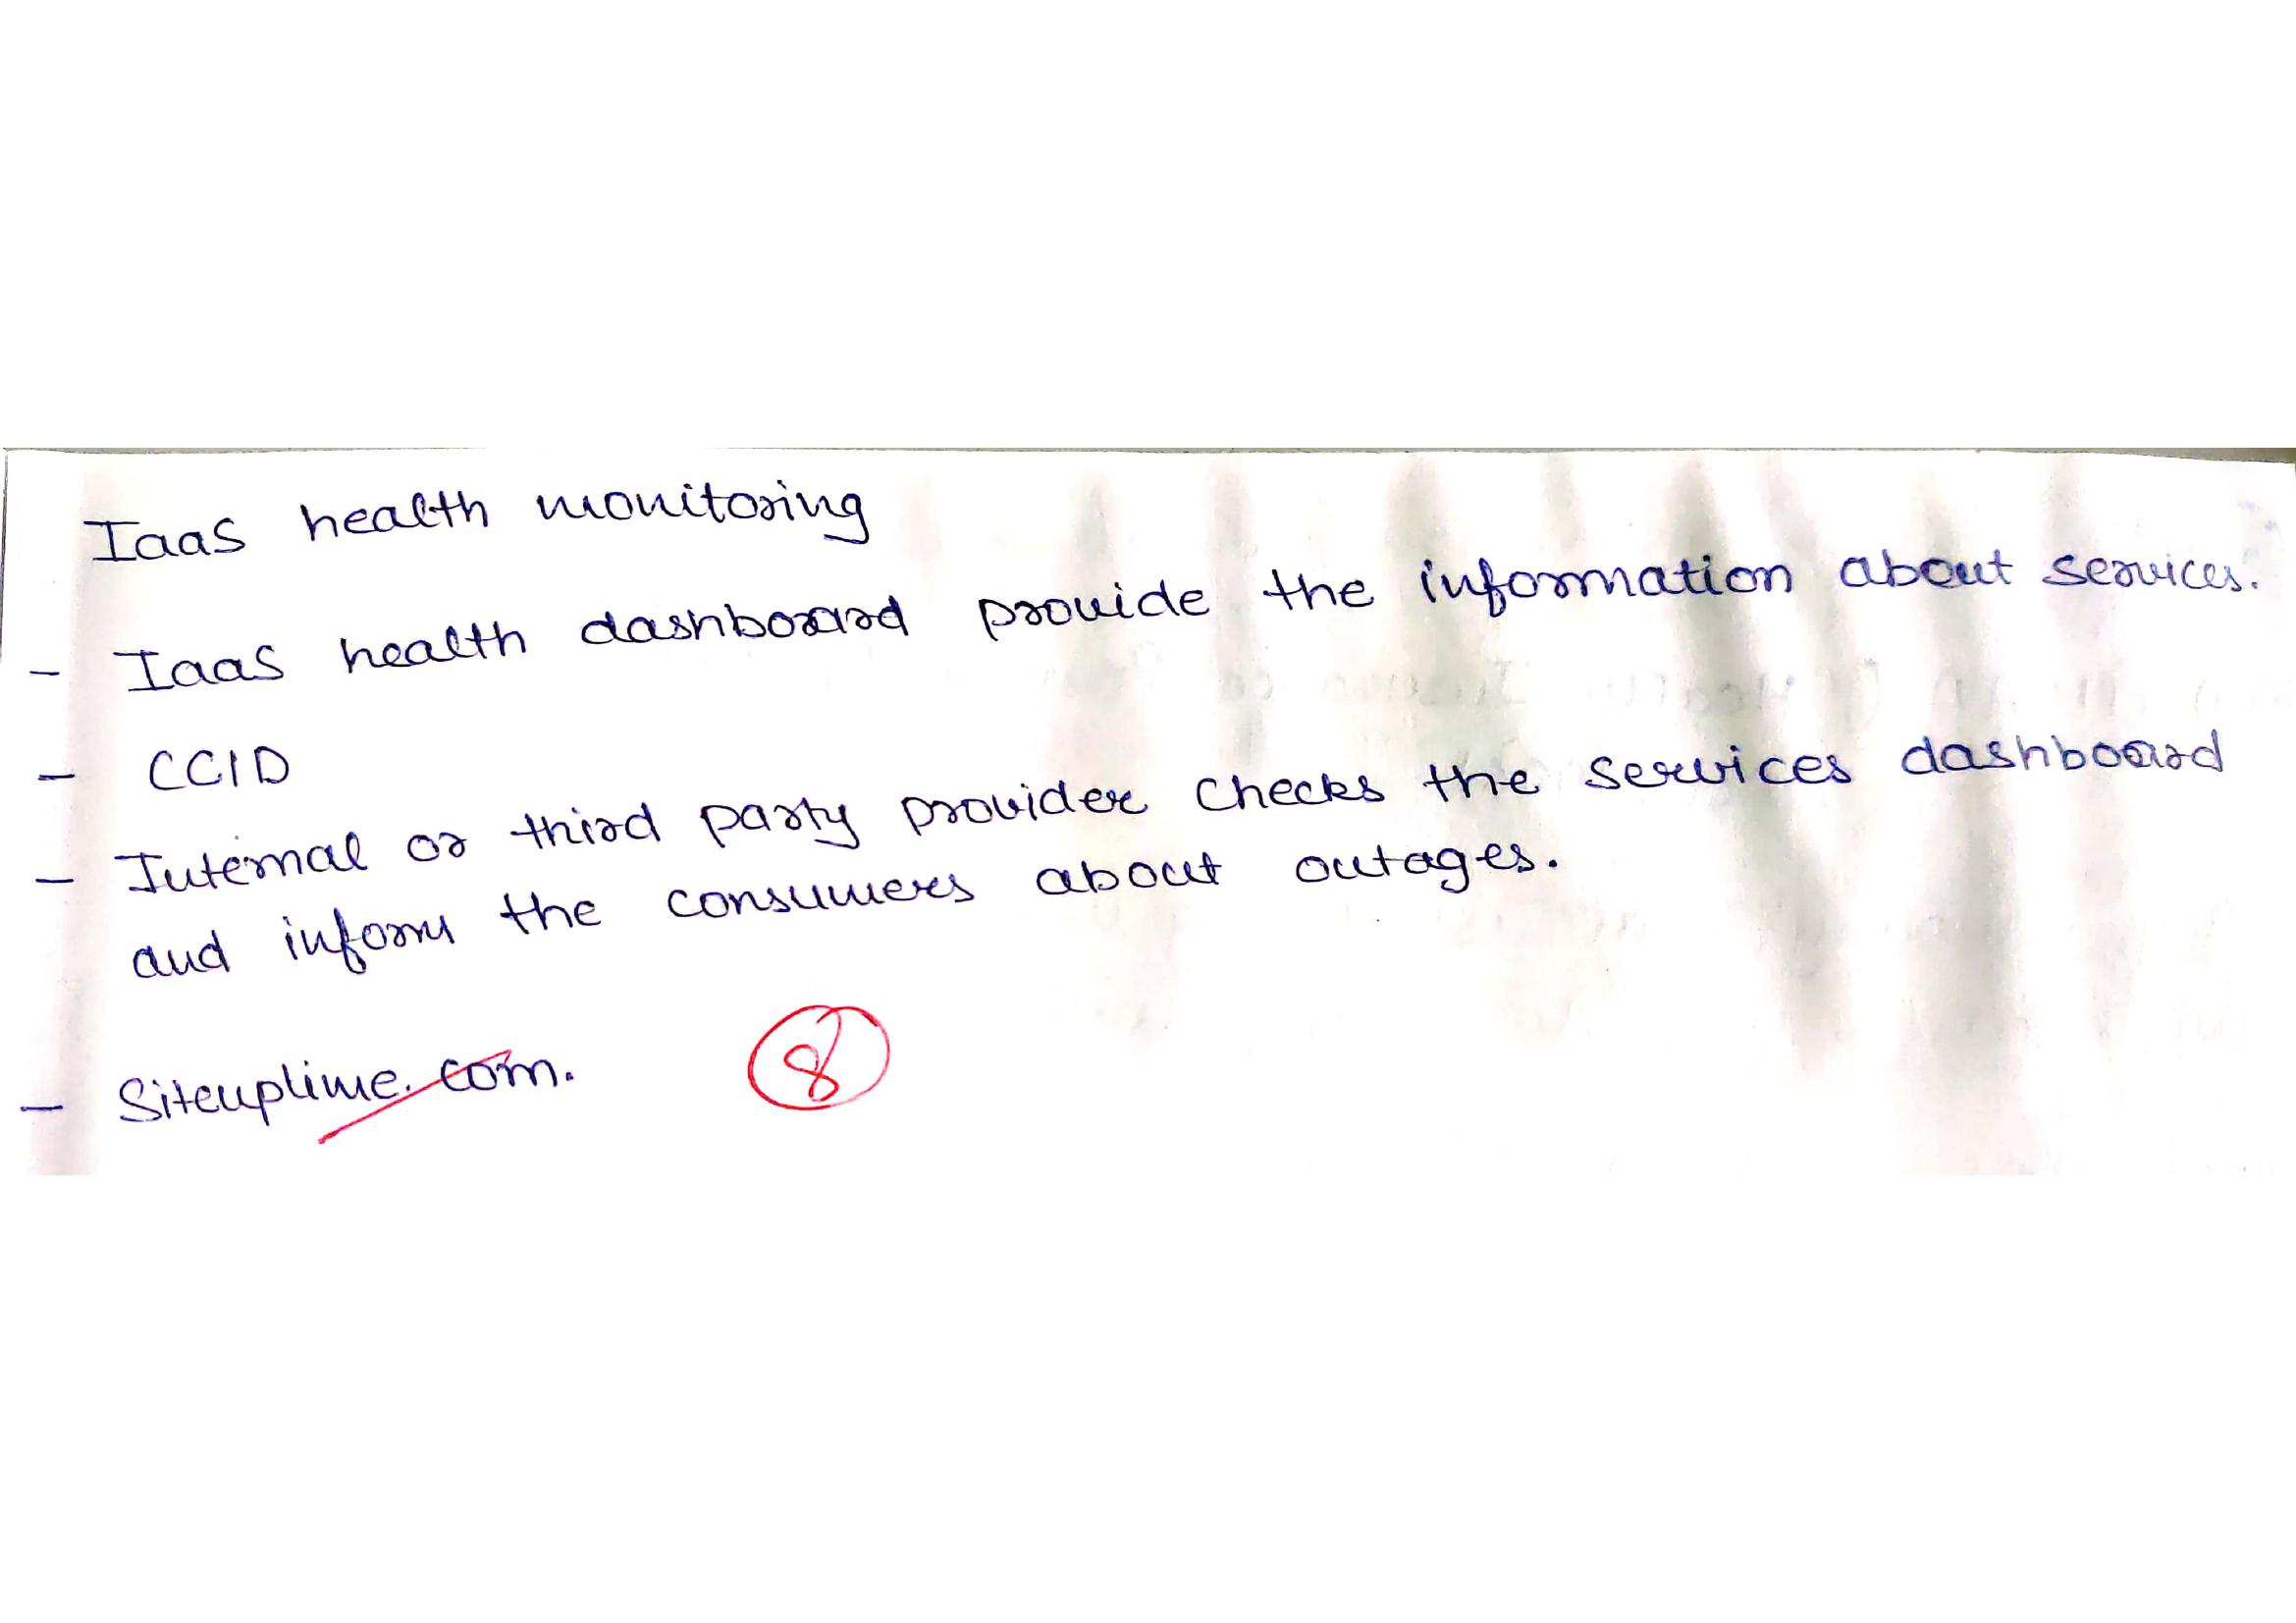 IaaS health monitoring
- IaaS health dashboard provide the information about services.
- CCID
- Internal or third party provider checks the services dashboard
and inform the consumers about outages.
- Siteuptime.com.
8